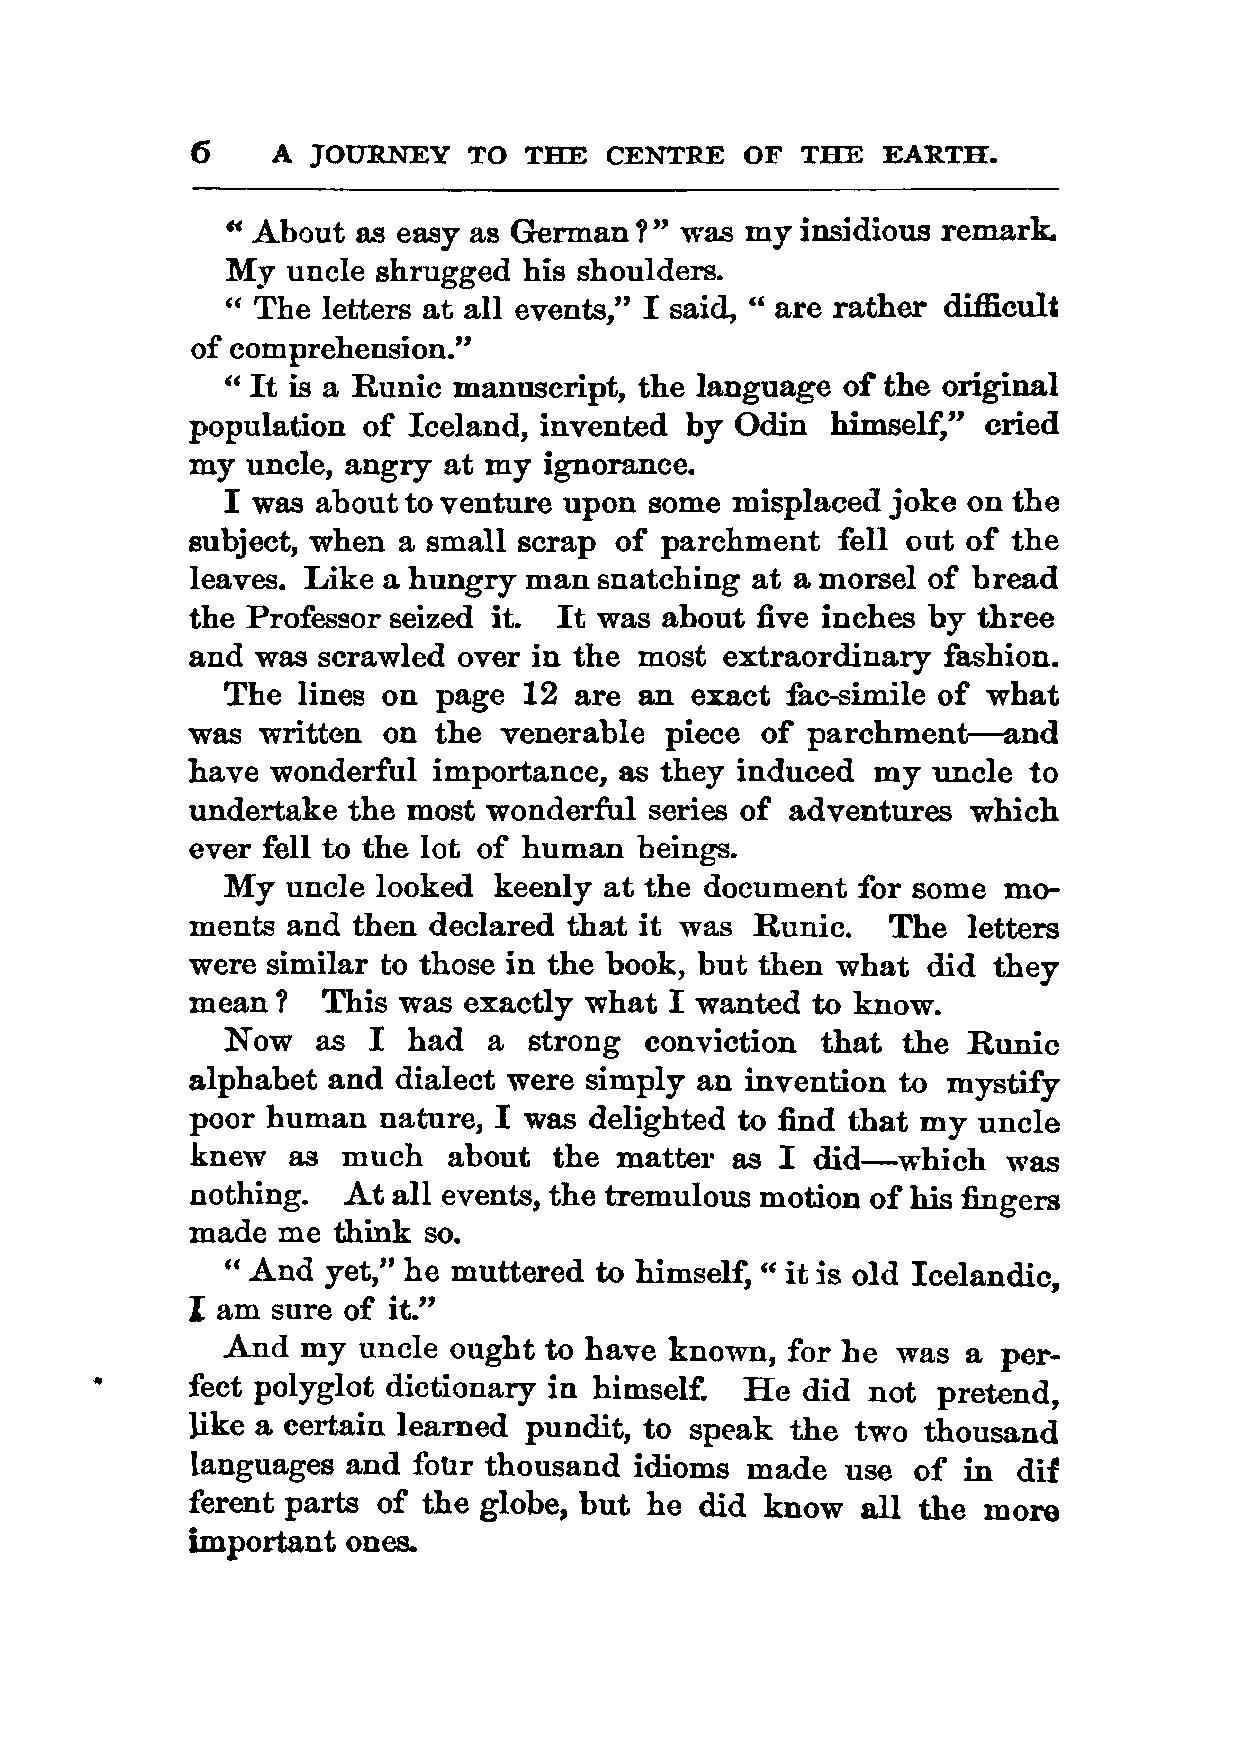 6 A JOURNEY TO THE CENTRE OF THE EARTH.
“ About as easy as German ?” was my insidious remark.
My uncle shrugged his shoulders.
“ The letters at all events,” I said, “ are rather difficult
of comprehension.”
“ It is a Runic manuscript, the language of the original
population of Iceland, invented by Odin himself,” cried
my uncle, angry at my ignorance.
I was about to venture upon some misplaced joke on the
subject, when a small scrap of parchment fell out of the
leaves. Like a hungry man snatching at a morsel of bread
the Professor seized it. It was about five inches by three
and was scrawled over in the most extraordinary fashion.
The lines on page 12 are an exact fac-simile of what
was written on the venerable piece of parchment—and
have wonderful importance, as they induced my uncle to
undertake the most wonderful series of adventures which
ever fell to the lot of human beings.
My uncle looked keenly at the document for some mo-
ments and then declared that it was Runic. The letters
were similar to those in the book, but then what did they
mean ? This was exactly what I wanted to know.
Now as I had a strong conviction that the Runic
alphabet and dialect were simply an invention to mystify
poor human nature, I was delighted to find that my uncle
knew as much about the matter as I did—which was
nothing. At all events, the tremulous motion of his fingers
made me think so.
“ And yet,” he muttered to himself, “ it is old Icelandic,
I am sure of it.”
And my uncle ought to have known, for he was a per-
fect polyglot dictionary in himself. He did not pretend,
like a certain learned pundit, to speak the two thousand
languages and four thousand idioms made use of in dif
ferent parts of the globe, but he did know all the more
important ones.